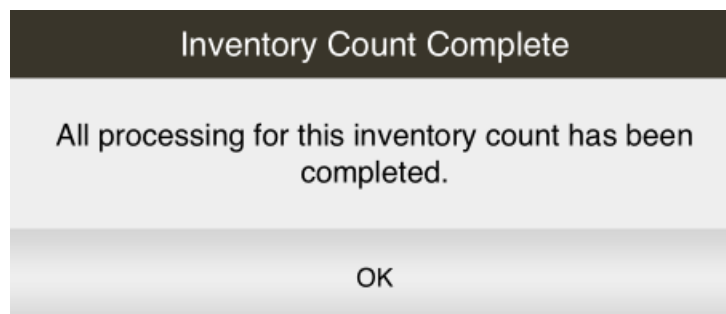 Inventory Count Complete
All processing for this inventory count has been
completed.
OK